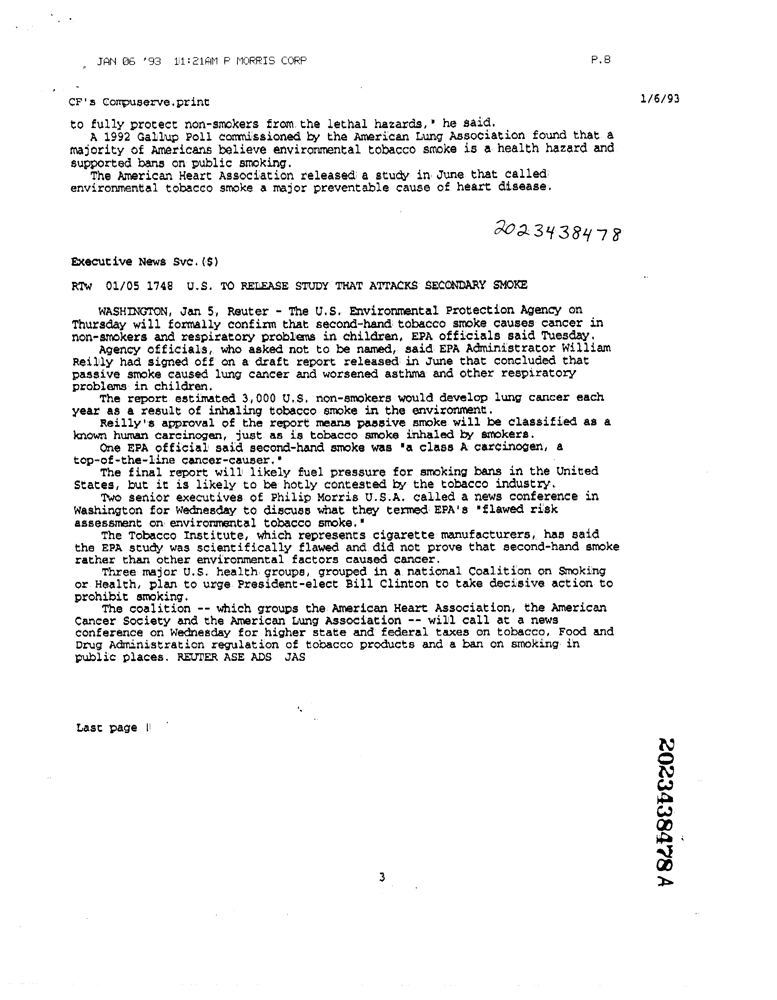 JAN 06 '93 11:21AM P MORRIS CORP P.8
CF's Compuserve.print 1/6/93
to fully protect non-smokers from the lethal hazards," he said.
A 1992 Gallup Poll commissioned by the American Lung Association found that a
majority of Americans believe environmental tobacco smoke is a health hazard and
supported bans on public smoking.
The American Heart Association released a study in June that called
environmental tobacco smoke a major preventable cause of heart disease.
2023438478
Executive News Svc.($)
RTw 01/05 1748 U.S. TO RELEASE STUDY THAT ATTACKS SECONDARY SMOKE
WASHINGTON, Jan 5, Reuter - The U.S. Environmental Protection Agency on
Thursday will formally confirm that second-hand tobacco smoke causes cancer in
non-smokers and respiratory problems in children, EPA officials said Tuesday.
Agency officials, who asked not to be named, said EPA Administrator William
Reilly had signed off on a draft report released in June that concluded that
passive smoke caused lung cancer and worsened asthma and other respiratory
problems in children.
The report estimated 3,000 U.S. non-smokers would develop lung cancer each
year as a result of inhaling tobacco smoke in the environment.
Reilly's approval of the report means passive smoke will be classified as a
known human carcinogen, just as is tobacco smoke inhaled by smokers.
One EPA official said second-hand smoke was "a class A carcinogen, a
top-of-the-line cancer-causer."
The final report will likely fuel pressure for smoking bans in the United
States, but it is likely to be hotly contested by the tobacco industry.
Two senior executives of Philip Morris U.S.A. called a news conference in
Washington for Wednesday to discuss what they termed EPA's "flawed risk
assessment on environmental tobacco smoke."
The Tobacco Institute, which represents cigarette manufacturers, has said
the EPA study was scientifically flawed and did not prove that second-hand smoke
rather than other environmental factors caused cancer.
Three major U.S. health groups, grouped in a national Coalition on Smoking
or Health, plan to urge President-elect Bill Clinton to take decisive action to
prohibit smoking.
The coalition -- which groups the American Heart Association, the American
Cancer Society and the American Lung Association -- will call at a news
conference on Wednesday for higher state and federal taxes on tobacco, Food and
Drug Administration regulation of tobacco products and a ban on smoking in
public places. REUTER ASE ADS JAS
Last page !
3
2023438478 A